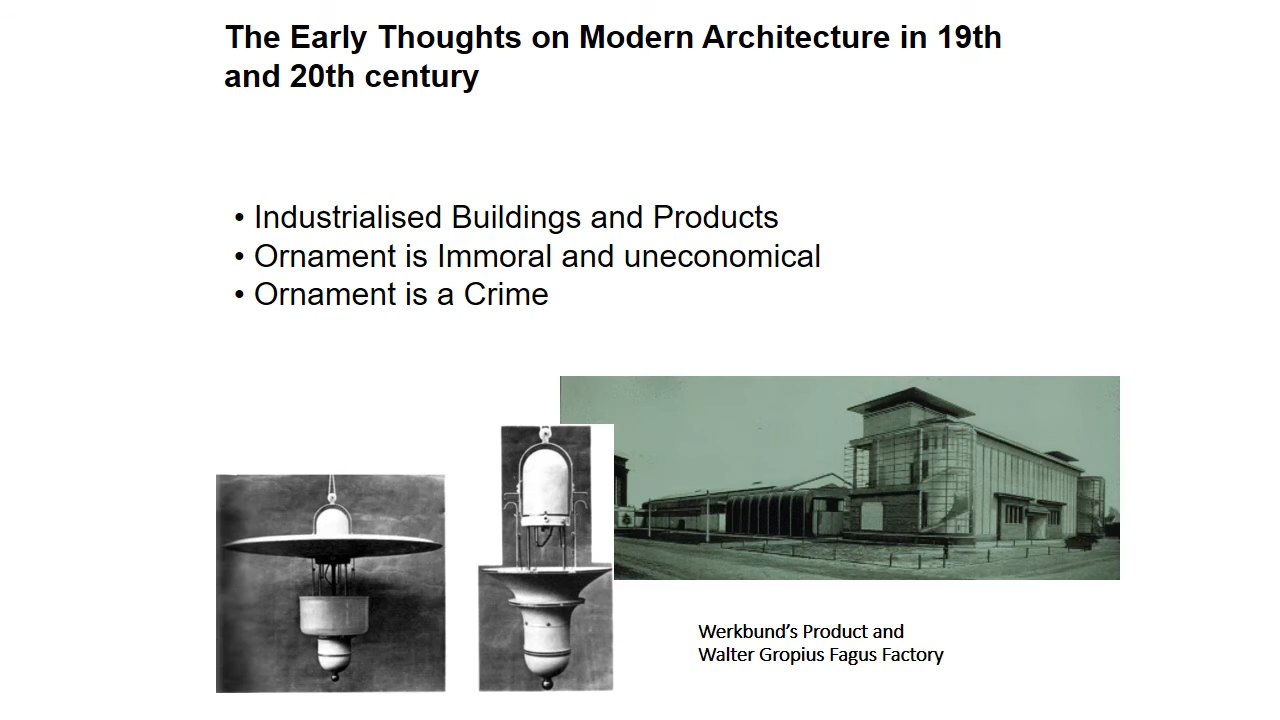 The Early Thoughts on Modern Architecture in 19th
and 20th century
• Industrialised Buildings and Products
• Ornament is Immoral and uneconomical
• Ornament is a Crime
Werkbund’s Product and
Walter Gropius Fagus Factory